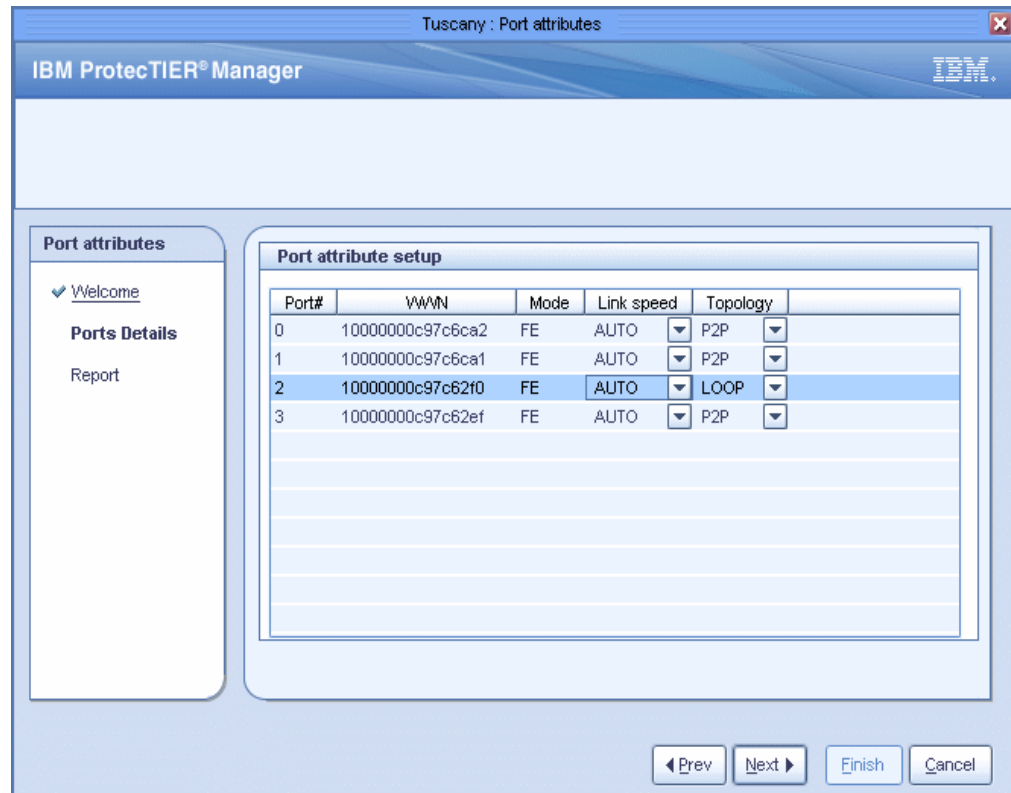 Tuscany : Port attributes
IBM ProtecTIER® Manager
IBM.
Port attributes
Welcome
Ports Details
Report
Port attribute setup
Port# WWN Mode Link speed Topology
0 10000000c97c6ca2 FE AUTO P2P
1 10000000c97c6ca1 FE AUTO P2P
2 10000000c97c62f0 FE AUTO LOOP
3 10000000c97c62ef FE AUTO P2P
Prev Next Finish Cancel